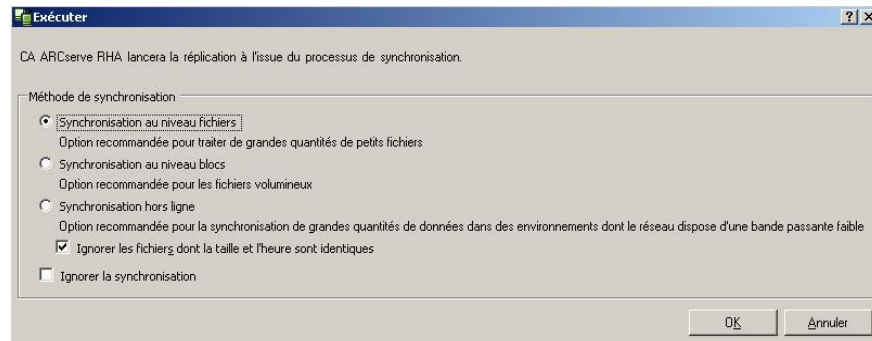 Exécuter
CA ARCserve RHA lancera la réplication à l'issue du processus de synchronisation.
Méthode de synchronisation
Synchronisation au niveau fichiers
Option recommandée pour traiter de grandes quantités de petits fichiers
Synchronisation au niveau blocs
Option recommandée pour les fichiers volumineux
Synchronisation hors ligne
Option recommandée pour la synchronisation de grandes quantités de données dans des environnements dont le réseau dispose d'une bande passante faible
Ignorer les fichiers dont la taille et l'heure sont identiques
Ignorer la synchronisation
OK Annuler